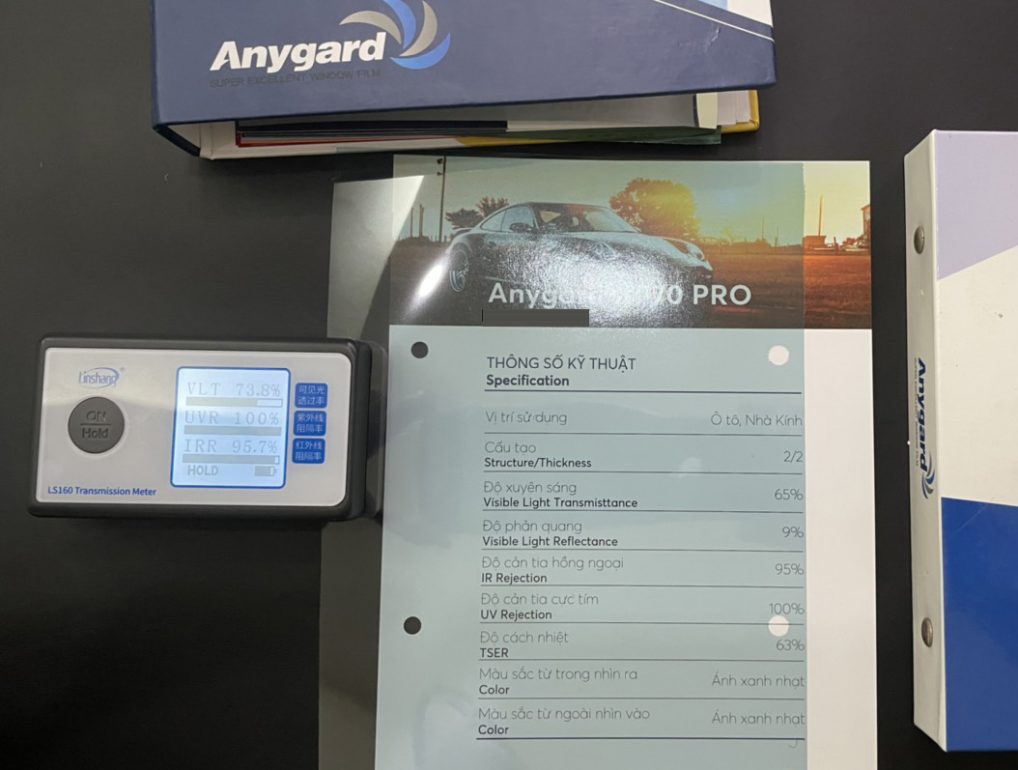 Anygard
SUPER EXCELLENT WINDOW FILM
70 PRO
Linshang
ON
Hold
VLT 73.8%
可见光
透过率
UVR 100%
紫外线
阻隔率
IRR 95.7%
红外线
阻隔率
HOLD
LS160 Transmission Meter
THÔNG SỐ KỸ THUẬT
Specification
Vị trí sử dụng Ô tô, Nhà Kính
Cấu tạo
Structure/Thickness 2/2
Độ xuyên sáng
Visible Light Transmisttance 65%
Độ phản quang
Visible Light Reflectance 9%
Độ cản tia hồng ngoại
IR Rejection 95%
Độ cản tia cực tím
UV Rejection 100%
Độ cách nhiệt
TSER 63%
Màu sắc từ trong nhìn ra
Color Ánh xanh nhạt
Màu sắc từ ngoài nhìn vào
Color Ánh xanh nhạt
Anygard